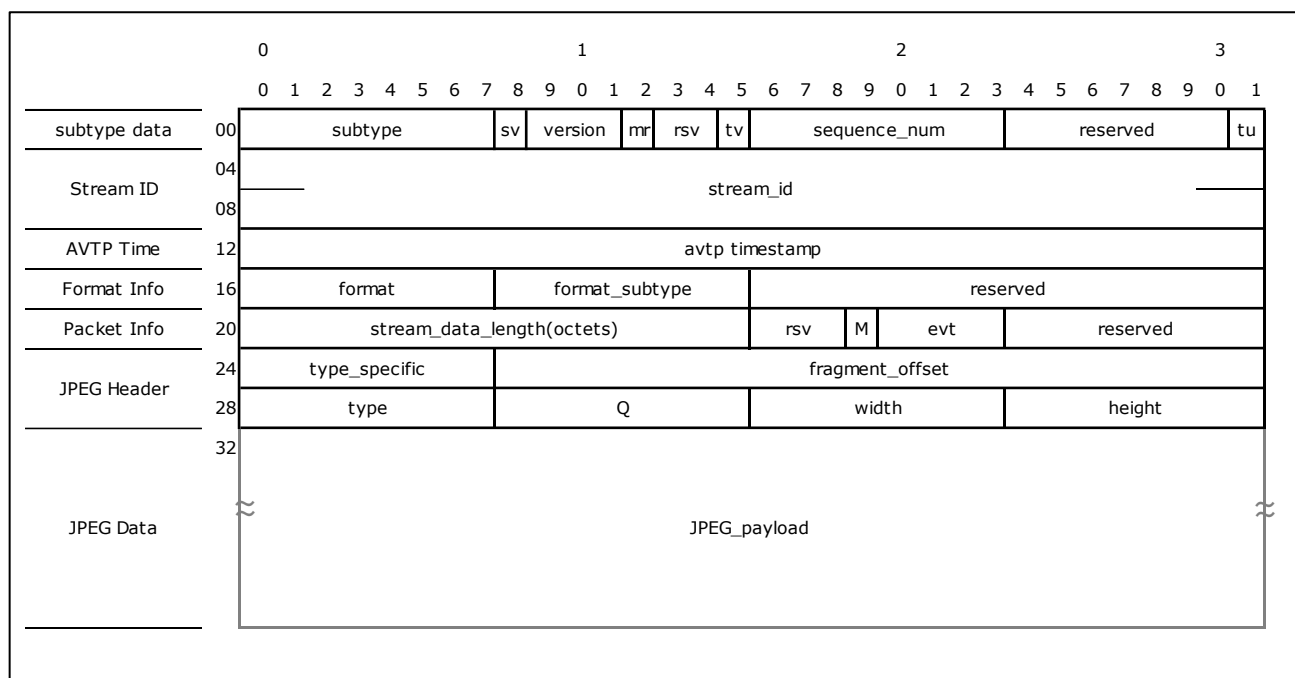 0 1 2 3
0 1 2 3 4 5 6 7 8 9 0 1 2 3 4 5 6 7 8 9 0 1 2 3 4 5 6 7 8 9 0 1
subtype data 00 subtype sv version mr rsv tv sequence_num reserved tu
04
Stream ID stream_id
08
AVTP Time 12 avtp timestamp
Format Info 16 format format_subtype reserved
Packet Info 20 stream_data_length(octets) rsv M evt reserved
24 type_specific fragment_offset
JPEG Header
28 type Q width height
32
JPEG Data JPEG_payload